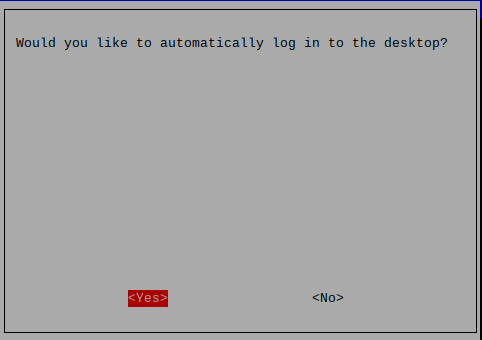 Would you like to automatically log in to the desktop?
<Yes> <No>